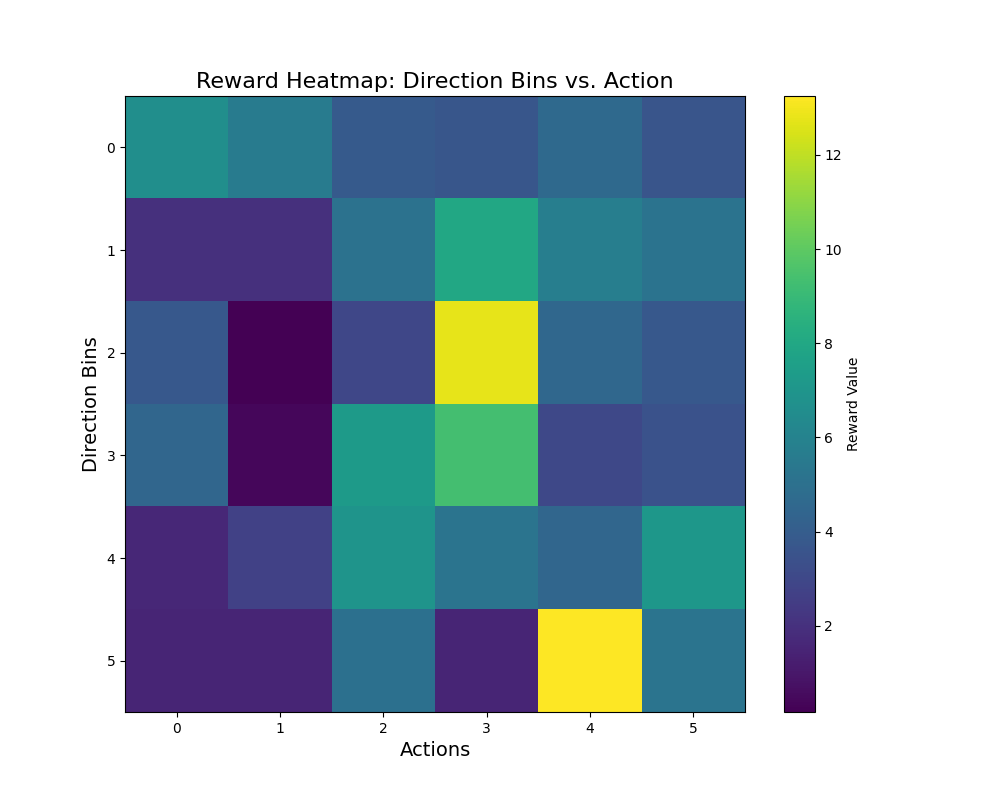 Reward Heatmap: Direction Bins vs. Action
0
1
2
3
4
5
Direction Bins
0 1 2 3 4 5
Actions
12
10
8
6
4
2
Reward Value